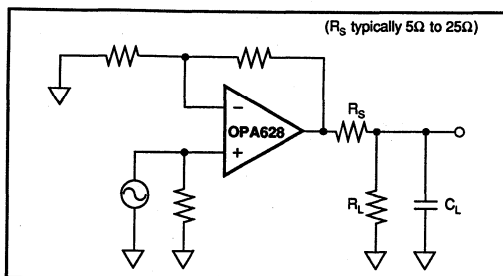 (RS typically 5Ω to 25Ω)
−
OPA628
+
RS
RL
CL